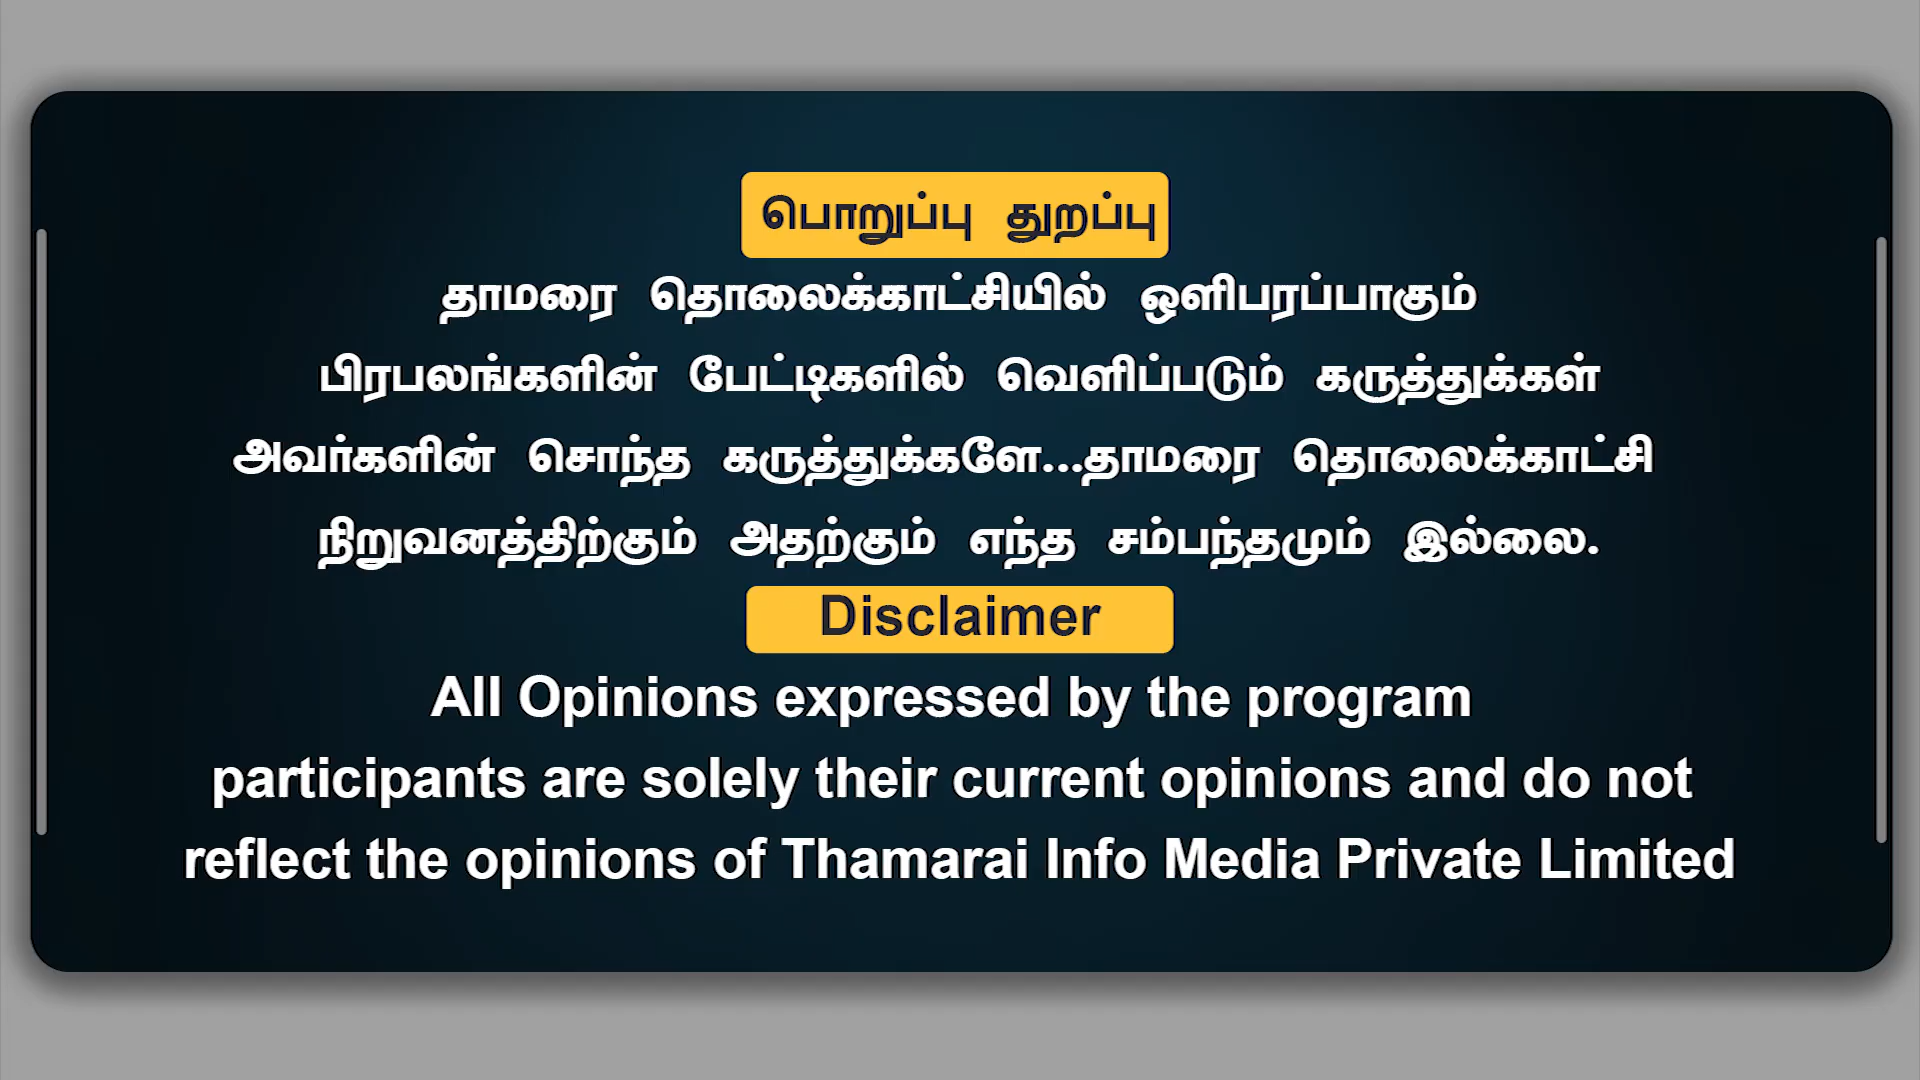 பொறுப்பு துறப்பு
தாமரை தொலைக்காட்சியில் ஒளிபரப்பாகும்
பிரபலங்களின் பேட்டிகளில் வெளிப்படும் கருத்துக்கள்
அவர்களின் சொந்த கருத்துக்களே...தாமரை தொலைக்காட்சி
நிறுவனத்திற்கும் அதற்கும் எந்த சம்பந்தமும் இல்லை.
Disclaimer
All Opinions expressed by the program
participants are solely their current opinions and do not
reflect the opinions of Thamarai Info Media Private Limited